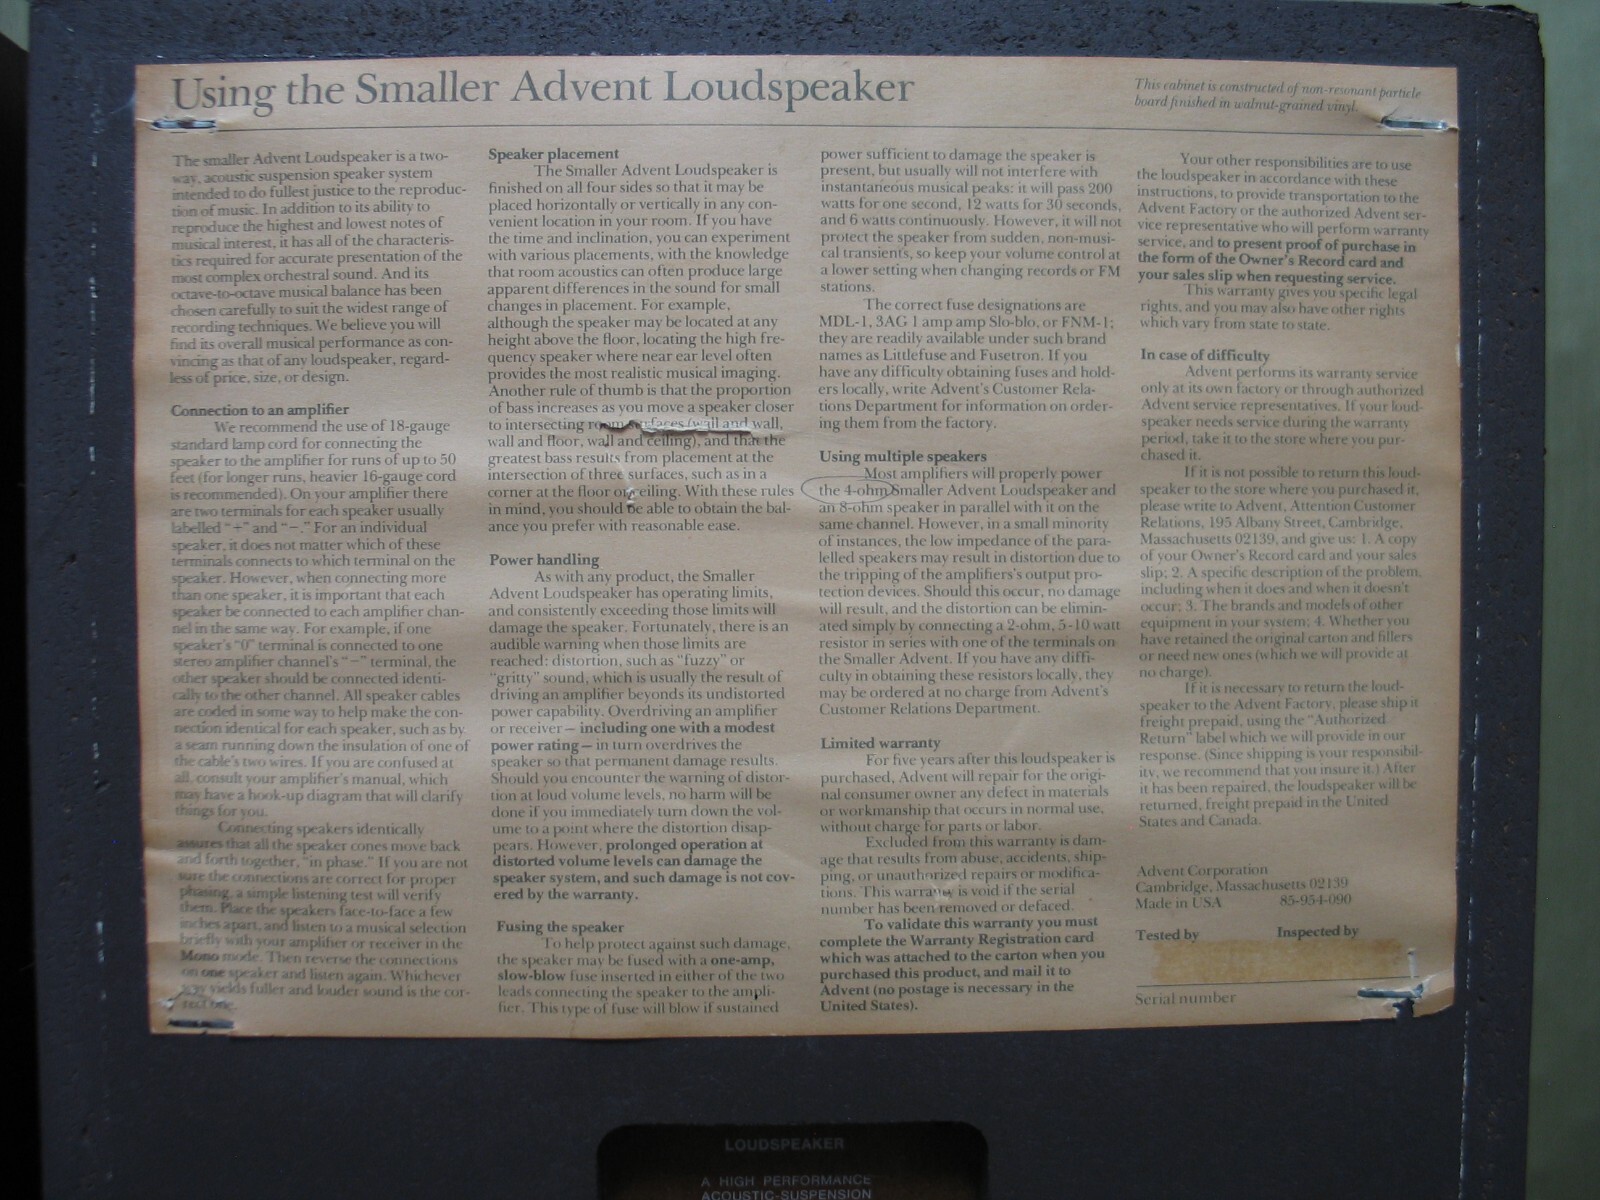 Using the Smaller Advent Loudspeaker
This cabinet is constructed of non-resonant particle
board finished in walnut-grained vinyl.
The smaller Advent Loudspeaker is a two-
way, acoustic suspension speaker system
intended to do fullest justice to the reproduc-
tion of music. In addition to its ability to
reproduce the highest and lowest notes of
musical interest, it has all of the characteris-
tics required for accurate presentation of the
most complex orchestral sound. And its
octave-to-octave musical balance has been
chosen carefully to suit the widest range of
recording techniques. We believe you will
find its overall musical performance as con-
vincing as that of any loudspeaker, regard-
less of price, size, or design.
Connection to an amplifier
We recommend the use of 18-gauge
standard lamp cord for connecting the
speaker to the amplifier for runs of up to 50
feet (for longer runs, heavier 16-gauge cord
is recommended). On your amplifier there
are two terminals for each speaker usually
labelled "+" and "−." For an individual
speaker, it does not matter which of these
terminals connects to which terminal on the
speaker. However, when connecting more
than one speaker, it is important that each
speaker be connected to each amplifier chan-
nel in the same way. For example, if one
speaker's "0" terminal is connected to one
stereo amplifier channel's "−" terminal, the
other speaker should be connected identi-
cally to the other channel. All speaker cables
are coded in some way to help make the con-
nection identical for each speaker, such as by
a seam running down the insulation of one of
the cable's two wires. If you are confused at
all, consult your amplifier's manual, which
may have a hook-up diagram that will clarify
things for you.
Connecting speakers identically
assures that all the speaker cones move back
and forth together, "in phase." If you are not
sure the connections are correct for proper
phasing, a simple listening test will verify
them. Place the speakers face-to-face a few
inches apart, and listen to a musical selection
briefly with your amplifier or receiver in the
Mono mode. Then reverse the connections
on one speaker and listen again. Whichever
way yields fuller and louder sound is the cor-
rect one.
Speaker placement
The Smaller Advent Loudspeaker is
finished on all four sides so that it may be
placed horizontally or vertically in any con-
venient location in your room. If you have
the time and inclination, you can experiment
with various placements, with the knowledge
that room acoustics can often produce large
apparent differences in the sound for small
changes in placement. For example,
although the speaker may be located at any
height above the floor, locating the high fre-
quency speaker where near ear level often
provides the most realistic musical imaging.
Another rule of thumb is that the proportion
of bass increases as you move a speaker closer
to intersecting room surfaces (wall and wall,
wall and floor, wall and ceiling), and that the
greatest bass results from placement at the
intersection of three surfaces, such as in a
corner at the floor or ceiling. With these rules
in mind, you should be able to obtain the bal-
ance you prefer with reasonable ease.
Power handling
As with any product, the Smaller
Advent Loudspeaker has operating limits,
and consistently exceeding those limits will
damage the speaker. Fortunately, there is an
audible warning when those limits are
reached: distortion, such as "fuzzy" or
"gritty" sound, which is usually the result of
driving an amplifier beyond its undistorted
power capability. Overdriving an amplifier
or receiver — including one with a modest
power rating — in turn overdrives the
speaker so that permanent damage results.
Should you encounter the warning of distor-
tion at loud volume levels, no harm will be
done if you immediately turn down the vol-
ume to a point where the distortion disap-
pears. However, prolonged operation at
distorted volume levels can damage the
speaker system, and such damage is not cov-
ered by the warranty.
Fusing the speaker
To help protect against such damage,
the speaker may be fused with a one-amp,
slow-blow fuse inserted in either of the two
leads connecting the speaker to the ampli-
fier. This type of fuse will blow if sustained
power sufficient to damage the speaker is
present, but usually will not interfere with
instantaneous musical peaks: it will pass 200
watts for one second, 12 watts for 30 seconds,
and 6 watts continuously. However, it will not
protect the speaker from sudden, non-musi-
cal transients, so keep your volume control at
a lower setting when changing records or FM
stations.
The correct fuse designations are
MDL-1, 3AG 1 amp amp Slo-blo, or FNM-1;
they are readily available under such brand
names as Littlefuse and Fusetron. If you
have any difficulty obtaining fuses and hold-
ers locally, write Advent's Customer Rela-
tions Department for information on order-
ing them from the factory.
Using multiple speakers
Most amplifiers will properly power
the 4-ohm Smaller Advent Loudspeaker and
an 8-ohm speaker in parallel with it on the
same channel. However, in a small minority
of instances, the low impedance of the para-
lelled speakers may result in distortion due to
the tripping of the amplifiers's output pro-
tection devices. Should this occur, no damage
will result, and the distortion can be elimin-
ated simply by connecting a 2-ohm, 5-10 watt
resistor in series with one of the terminals on
the Smaller Advent. If you have any diffi-
culty in obtaining these resistors locally, they
may be ordered at no charge from Advent's
Customer Relations Department.
Limited warranty
For five years after this loudspeaker is
purchased, Advent will repair for the origi-
nal consumer owner any defect in materials
or workmanship that occurs in normal use,
without charge for parts or labor.
Excluded from this warranty is dam-
age that results from abuse, accidents, ship-
ping, or unauthorized repairs or modifica-
tions. This warranty is void if the serial
number has been removed or defaced.
To validate this warranty you must
complete the Warranty Registration card
which was attached to the carton when you
purchased this product, and mail it to
Advent (no postage is necessary in the
United States).
Your other responsibilities are to use
the loudspeaker in accordance with these
instructions, to provide transportation to the
Advent Factory or the authorized Advent ser-
vice representative who will perform warranty
service, and to present proof of purchase in
the form of the Owner's Record card and
your sales slip when requesting service.
This warranty gives you specific legal
rights, and you may also have other rights
which vary from state to state.
In case of difficulty
Advent performs its warranty service
only at its own factory or through authorized
Advent service representatives. If your loud-
speaker needs service during the warranty
period, take it to the store where you pur-
chased it.
If it is not possible to return this loud-
speaker to the store where you purchased it,
please write to Advent, Attention Customer
Relations, 195 Albany Street, Cambridge,
Massachusetts 02139, and give us: 1. A copy
of your Owner's Record card and your sales
slip; 2. A specific description of the problem,
including when it does and when it doesn't
occur; 3. The brands and models of other
equipment in your system; 4. Whether you
have retained the original carton and fillers
or need new ones (which we will provide at
no charge).
If it is necessary to return the loud-
speaker to the Advent Factory, please ship it
freight prepaid, using the "Authorized
Return" label which we will provide in our
response. (Since shipping is your responsibil-
ity, we recommend that you insure it.) After
it has been repaired, the loudspeaker will be
returned, freight prepaid in the United
States and Canada.
Advent Corporation
Cambridge, Massachusetts 02139
Made in USA 85-954-090
Tested by Inspected by
Serial number
LOUDSPEAKER
A HIGH PERFORMANCE
ACOUSTIC-SUSPENSION